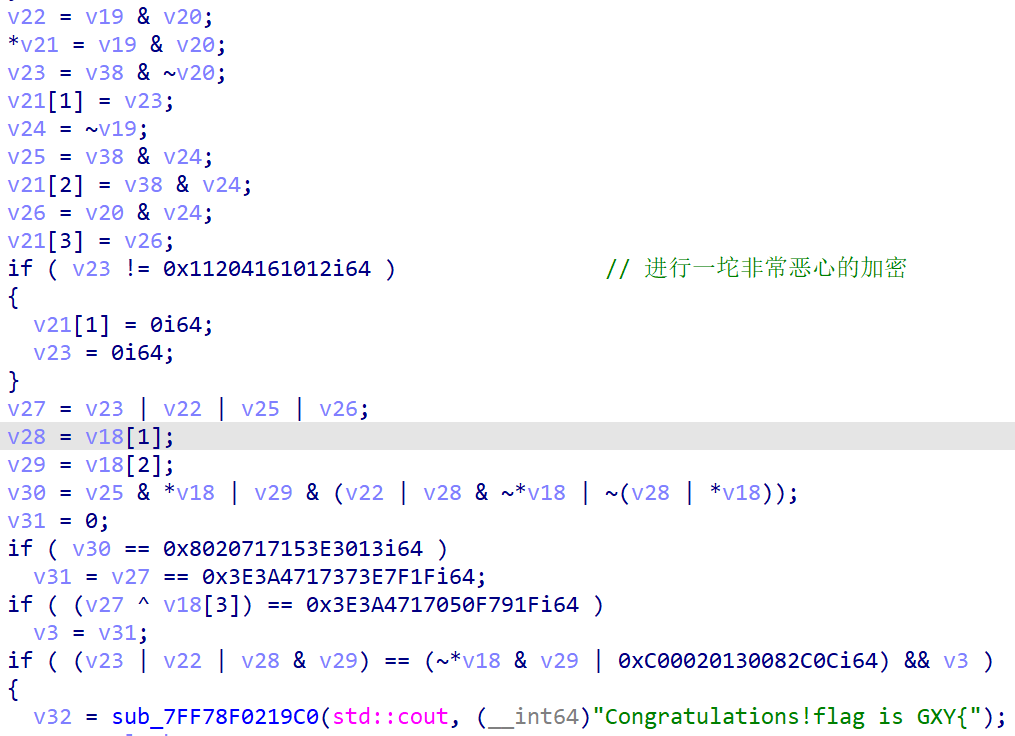 v22 = v19 & v20;
*v21 = v19 & v20;
v23 = v38 & ~v20;
v21[1] = v23;
v24 = ~v19;
v25 = v38 & v24;
v21[2] = v38 & v24;
v26 = v20 & v24;
v21[3] = v26;
if ( v23 != 0x11204161012i64 ) // 进行一坨非常恶心的加密
{
v21[1] = 0i64;
v23 = 0i64;
}
v27 = v23 | v22 | v25 | v26;
v28 = v18[1];
v29 = v18[2];
v30 = v25 & *v18 | v29 & (v22 | v28 & ~*v18 | ~(v28 | *v18));
v31 = 0;
if ( v30 == 0x8020717153E3013i64 )
v31 = v27 == 0x3E3A4717373E7F1Fi64;
if ( (v27 ^ v18[3]) == 0x3E3A4717050F791Fi64 )
v3 = v31;
if ( (v23 | v22 | v28 & v29) == (~*v18 & v29 | 0xC00020130082C0Ci64) && v3 )
{
v32 = sub_7FF78F0219C0(std::cout, (__int64)"Congratulations!flag is GXY{");